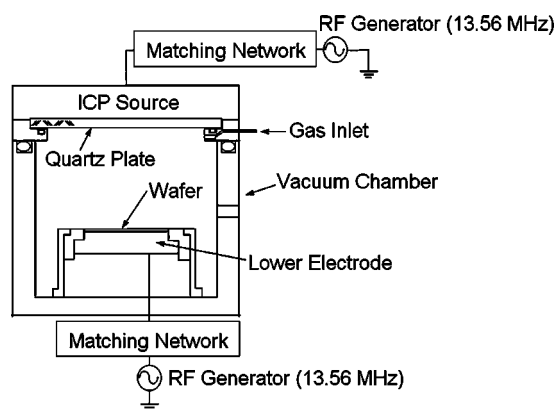 RF Generator (13.56 MHz)
Matching Network
ICP Source
Gas Inlet
Quartz Plate
Wafer
Vacuum Chamber
Lower Electrode
Matching Network
RF Generator (13.56 MHz)